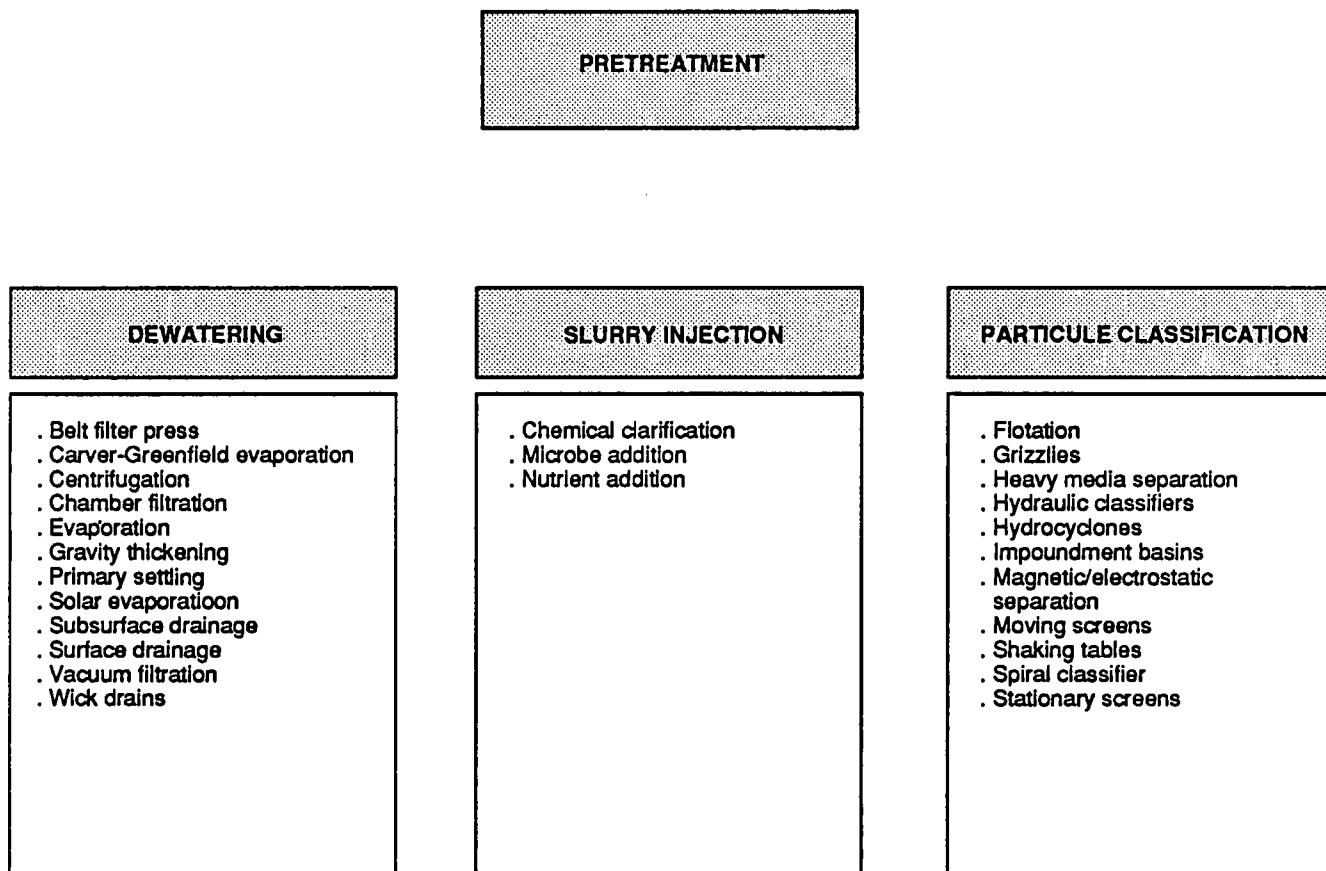 PRETREATMENT
DEWATERING
. Belt filter press
. Carver-Greenfield evaporation
. Centrifugation
. Chamber filtration
. Evaporation
. Gravity thickening
. Primary settling
. Solar evaporatioon
. Subsurface drainage
. Surface drainage
. Vacuum filtration
. Wick drains
SLURRY INJECTION
. Chemical clarification
. Microbe addition
. Nutrient addition
PARTICULE CLASSIFICATION
. Flotation
. Grizzlies
. Heavy media separation
. Hydraulic classifiers
. Hydrocyclones
. Impoundment basins
. Magnetic/electrostatic
separation
. Moving screens
. Shaking tables
. Spiral classifier
. Stationary screens